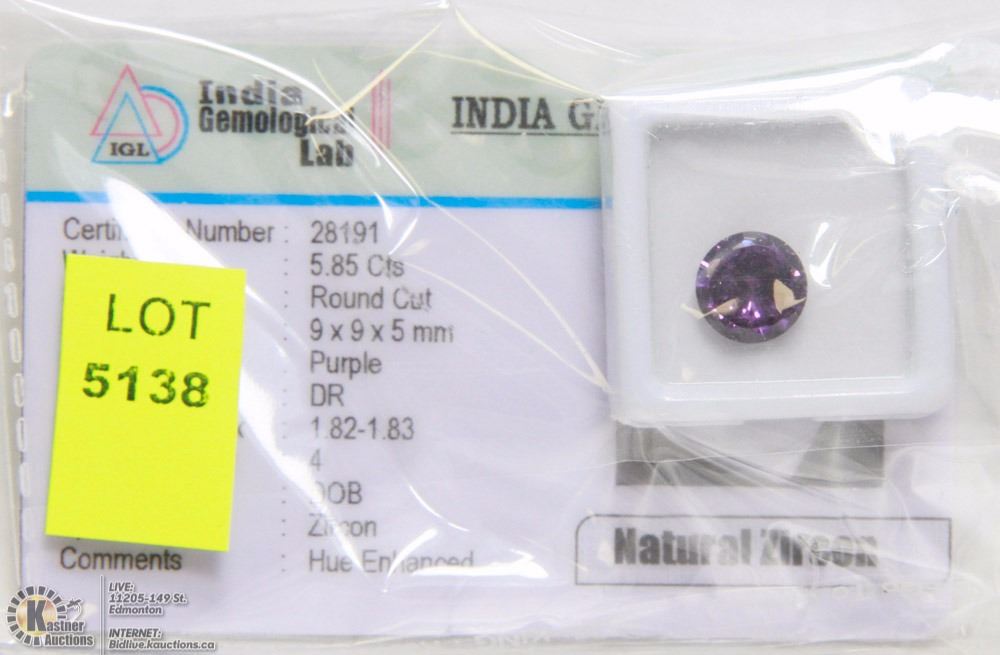 India
Gemological
Lab
IGL
INDIA
Number : 28191
: 5.85 Cts
: Round Cut
: 9 x 9 x 5 mm
: Purple
: DR
: 1.82-1.83
: 4
:
: Zircon
Comments : Hue Enhanced
LOT
5138
Natural Zircon
Kastner
Auctions
LIVE:
11205-149 St.
Edmonton
INTERNET:
Bidlive.kauctions.ca